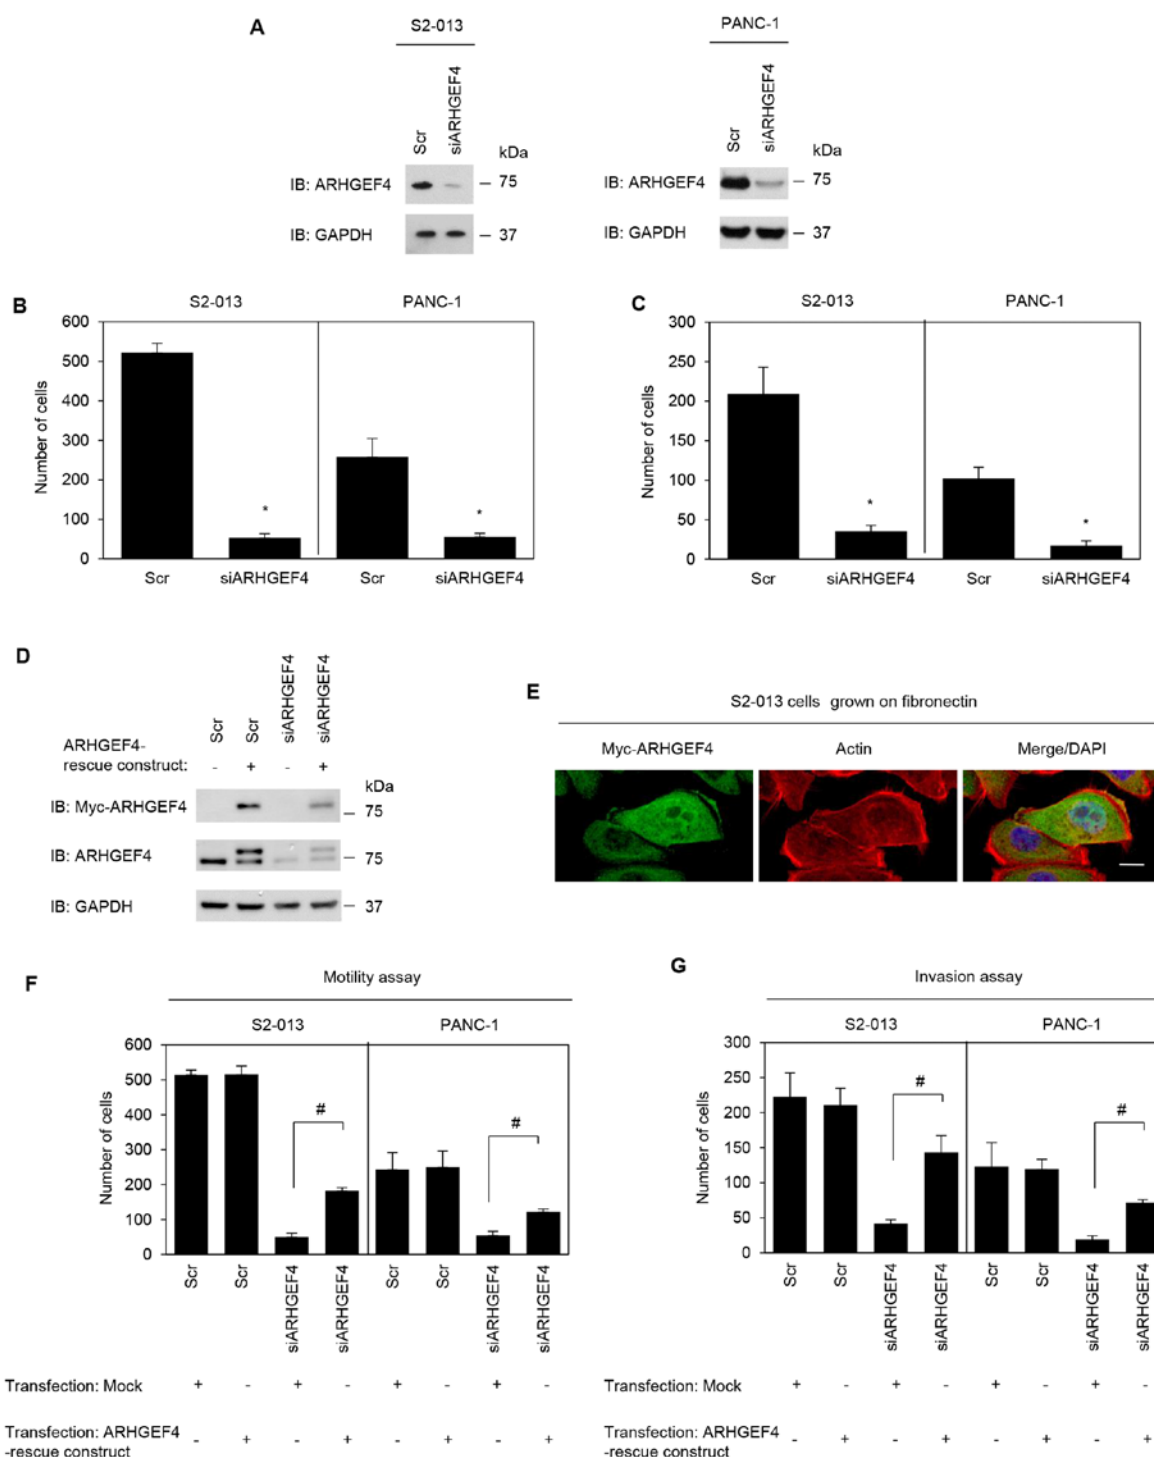 A
S2-013
PANC-1
Scr
siARHGEF4
kDa
Scr
siARHGEF4
kDa
IB: ARHGEF4
75
IB: ARHGEF4
75
IB: GAPDH
37
IB: GAPDH
37
B
S2-013
PANC-1
Number of cells
600
500
400
300
200
100
0
*
*
Scr
siARHGEF4
Scr
siARHGEF4
C
S2-013
PANC-1
Number of cells
300
250
200
150
100
50
0
*
*
Scr
siARHGEF4
Scr
siARHGEF4
D
Scr
Scr
siARHGEF4
siARHGEF4
ARHGEF4-
rescue construct:
- + - +
kDa
IB: Myc-ARHGEF4
75
IB: ARHGEF4
75
IB: GAPDH
37
E
S2-013 cells grown on fibronectin
Myc-ARHGEF4
Actin
Merge/DAPI
F
Motility assay
S2-013
PANC-1
Number of cells
600
500
400
300
200
100
0
#
#
Scr
Scr
siARHGEF4
siARHGEF4
Scr
Scr
siARHGEF4
siARHGEF4
Transfection: Mock + - + - + - + -
Transfection: ARHGEF4
-rescue construct - + - + - + - +
G
Invasion assay
S2-013
PANC-1
Number of cells
300
250
200
150
100
50
0
#
#
Scr
Scr
siARHGEF4
siARHGEF4
Scr
Scr
siARHGEF4
siARHGEF4
Transfection: Mock + - + - + - + -
Transfection: ARHGEF4
-rescue construct - + - + - + - +